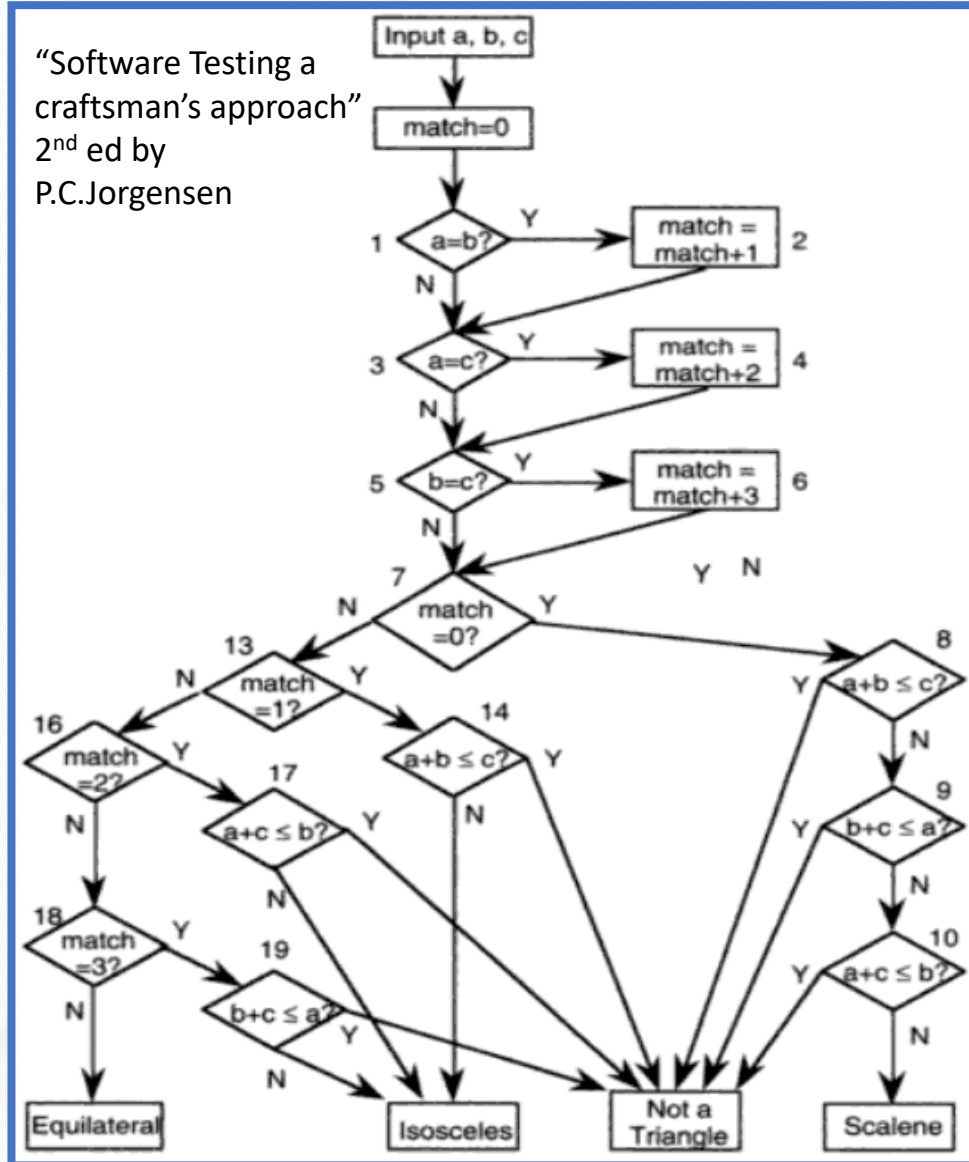 “Software Testing a
craftsman’s approach”
2nd ed by
P.C.Jorgensen
Input a, b, c
match=0
1
a=b?
Y
match =
match+1
2
N
3
a=c?
Y
match =
match+2
4
N
5
b=c?
Y
match =
match+3
6
N
Y N
7
match
=0?
N
Y
13
match
=1?
N
Y
8
a+b ≤ c?
Y
N
14
a+b ≤ c?
Y
N
16
match
=2?
Y
N
17
a+c ≤ b?
Y
N
9
b+c ≤ a?
Y
N
18
match
=3?
Y
N
19
b+c ≤ a?
Y
N
10
a+c ≤ b?
Y
N
Equilateral
Isosceles
Not a
Triangle
Scalene